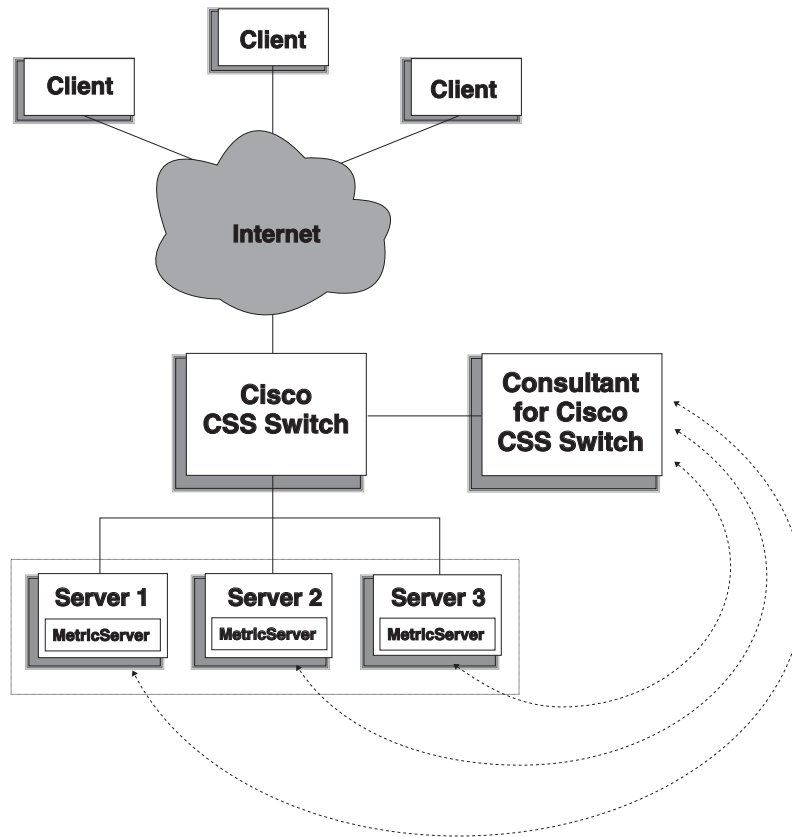 Client
Client
Client
Internet
Cisco
CSS Switch
Consultant
for Cisco
CSS Switch
Server 1
MetricServer
Server 2
MetricServer
Server 3
MetricServer